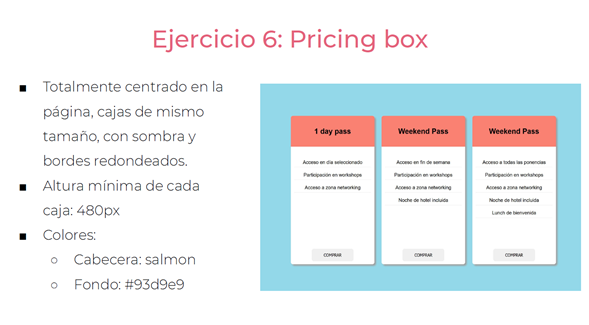 Ejercicio 6: Pricing box
■ Totalmente centrado en la
página, cajas de mismo
tamaño, con sombra y
bordes redondeados.
■ Altura mínima de cada
caja: 480px
■ Colores:
○ Cabecera: salmon
○ Fondo: #93d9e9
1 day pass
Acceso en día seleccionado
Participación en workshops
Acceso a zona networking
COMPRAR
Weekend Pass
Acceso en fin de semana
Participación en workshops
Acceso a zona networking
Noche de hotel incluida
COMPRAR
Weekend Pass
Acceso a todas las ponencias
Participación en workshops
Acceso a zona networking
Noche de hotel incluida
Lunch de bienvenida
COMPRAR